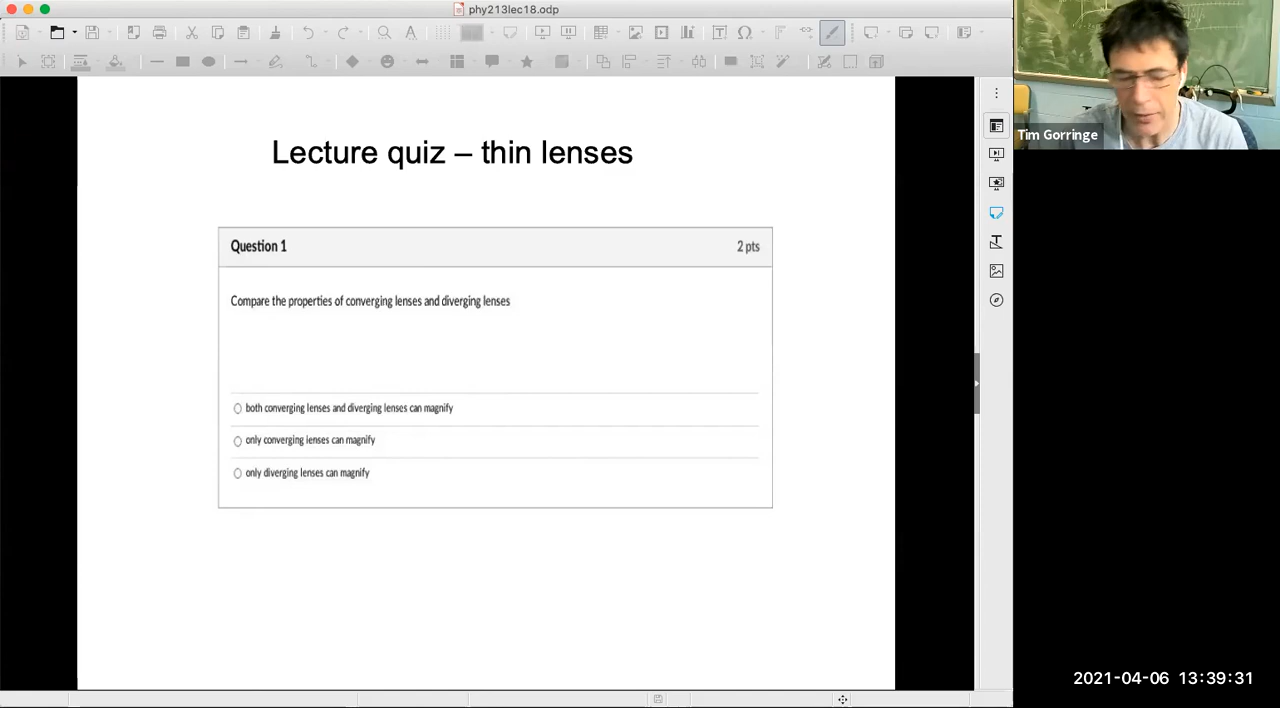 phy213lec18.odp
Tim Gorringe
Lecture quiz – thin lenses
Question 1 2 pts
Compare the properties of converging lenses and diverging lenses
both converging lenses and diverging lenses can magnify
only converging lenses can magnify
only diverging lenses can magnify
2021-04-06 13:39:31